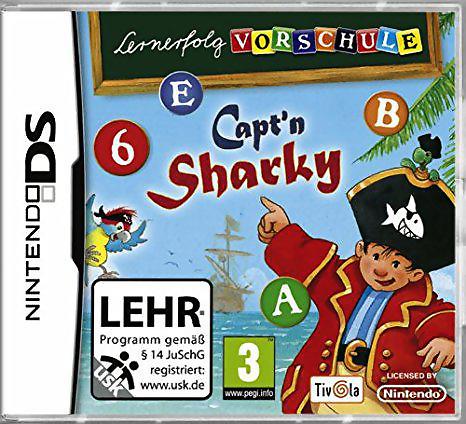 Lernerfolg VORSCHULE
E
B
6
Capt'n
Sharky
A
NINTENDO DS
LEHR-
Programm gemäß
§ 14 JuSchG
registriert:
www.usk.de
USK
3
www.pegi.info
Tivola
LICENSED BY
Nintendo